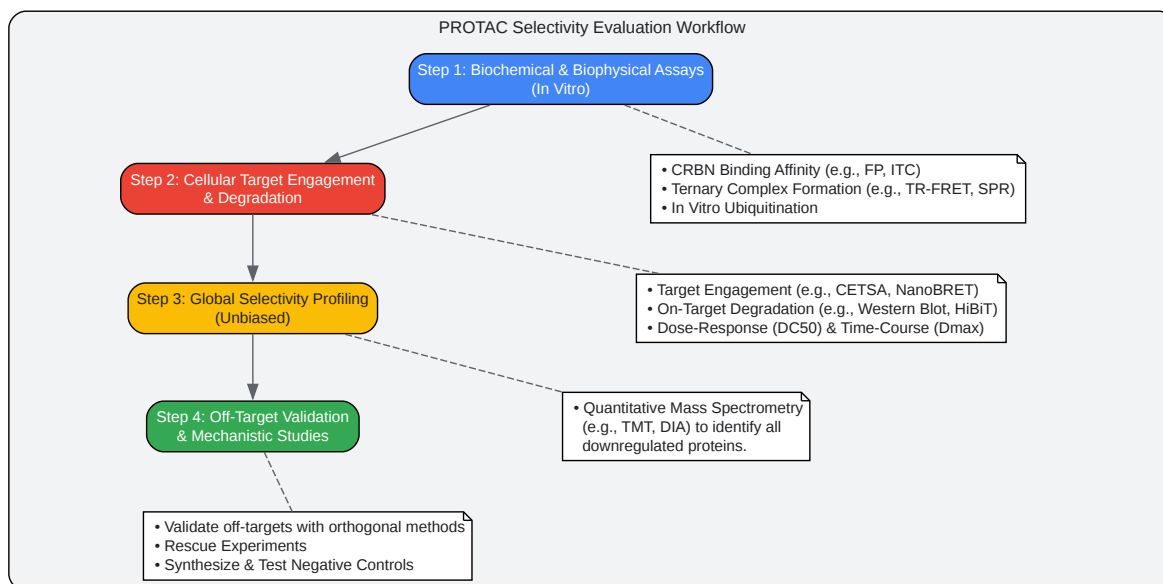 PROTAC Selectivity Evaluation Workflow
Step 1: Biochemical & Biophysical Assays
(In Vitro)
• CRBN Binding Affinity (e.g., FP, ITC)
• Ternary Complex Formation (e.g., TR-FRET, SPR)
• In Vitro Ubiquitination
Step 2: Cellular Target Engagement
& Degradation
• Target Engagement (e.g., CETSA, NanoBRET)
• On-Target Degradation (e.g., Western Blot, HiBiT)
• Dose-Response (DC50) & Time-Course (Dmax)
Step 3: Global Selectivity Profiling
(Unbiased)
• Quantitative Mass Spectrometry
(e.g., TMT, DIA) to identify all
downregulated proteins.
Step 4: Off-Target Validation
& Mechanistic Studies
• Validate off-targets with orthogonal methods
• Rescue Experiments
• Synthesize & Test Negative Controls